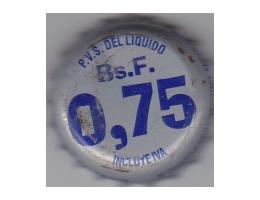 P.V.S. DEL LIQUIDO
Bs.F.
0,75
INCLUYE IVA